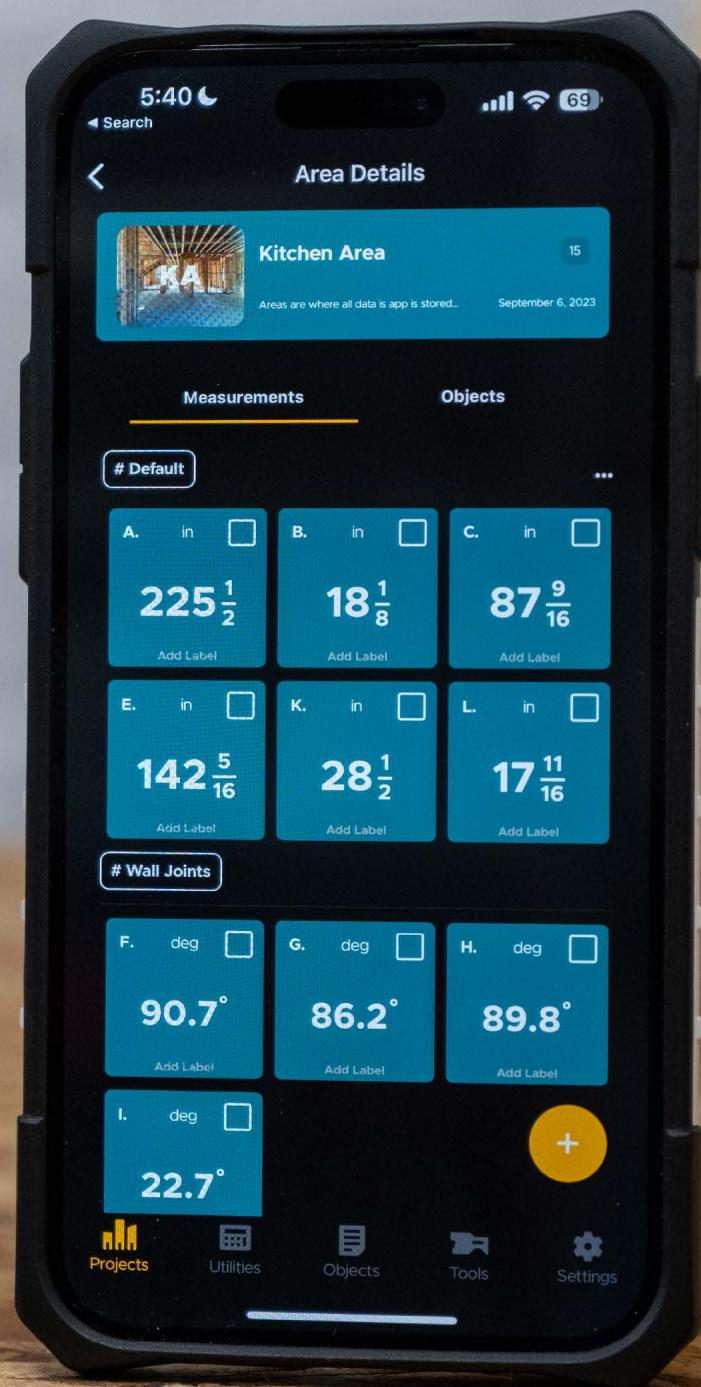 5:40
69
◀ Search
Area Details
KA
Kitchen Area
15
Areas are where all data is app is stored...
September 6, 2023
Measurements
Objects
# Default
...
A. in
225 1/2
Add Label
B. in
18 1/8
Add Label
C. in
87 9/16
Add Label
E. in
142 5/16
Add Label
K. in
28 1/2
Add Label
L. in
17 11/16
Add Label
# Wall Joints
F. deg
90.7°
Add Label
G. deg
86.2°
Add Label
H. deg
89.8°
Add Label
I. deg
22.7°
+
Projects
Utilities
Objects
Tools
Settings